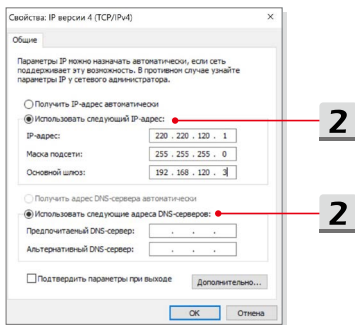 Свойства: IP версии 4 (TCP/IPv4)
Общие
Параметры IP можно назначать автоматически, если сеть
поддерживает эту возможность. В противном случае узнайте
параметры IP у сетевого администратора.
Получить IP-адрес автоматически
Использовать следующий IP-адрес:
2
IP-адрес: 220 . 220 . 120 . 1
Маска подсети: 255 . 255 . 255 . 0
Основной шлюз: 192 . 168 . 120 . 3
Получить адрес DNS-сервера автоматически
Использовать следующие адреса DNS-серверов:
2
Предпочитаемый DNS-сервер: . . .
Альтернативный DNS-сервер: . . .
Подтвердить параметры при выходе
Дополнительно...
OK Отмена